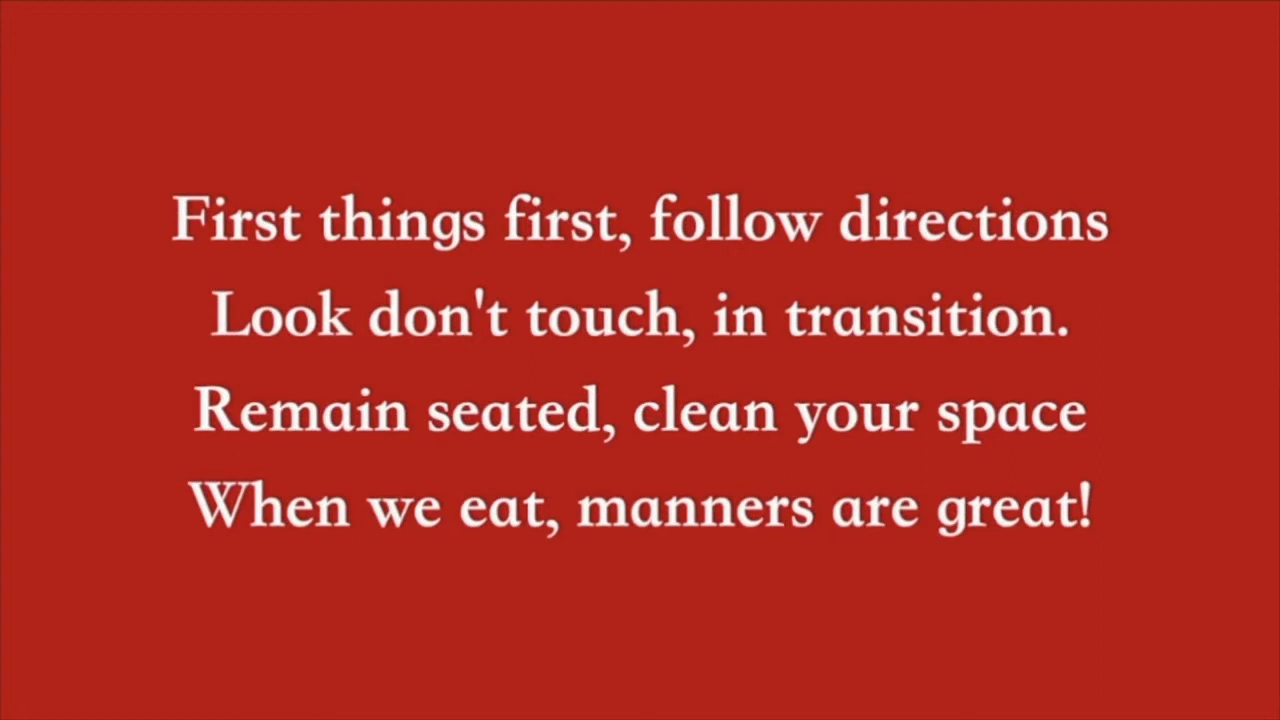 First things first, follow directions
Look don't touch, in transition.
Remain seated, clean your space
When we eat, manners are great!